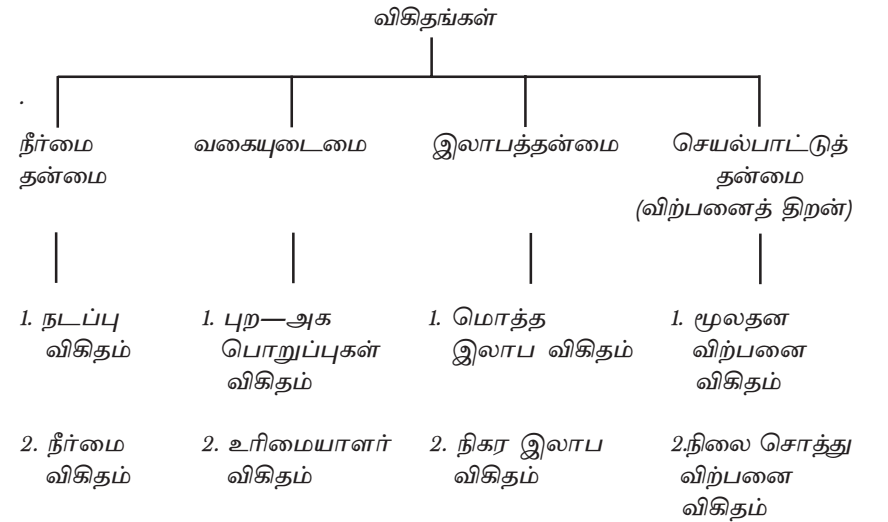 விகிதங்கள்
.
நீர்மை
தன்மை
வகையுடைமை
இலாபத்தன்மை
செயல்பாட்டுத்
தன்மை
(விற்பனைத் திறன்)
1. நடப்பு
விகிதம்
1. புற—அக
பொறுப்புகள்
விகிதம்
1. மொத்த
இலாப விகிதம்
1. மூலதன
விற்பனை
விகிதம்
2. நீர்மை
விகிதம்
2. உரிமையாளர்
விகிதம்
2. நிகர இலாப
விகிதம்
2.நிலை சொத்து
விற்பனை
விகிதம்